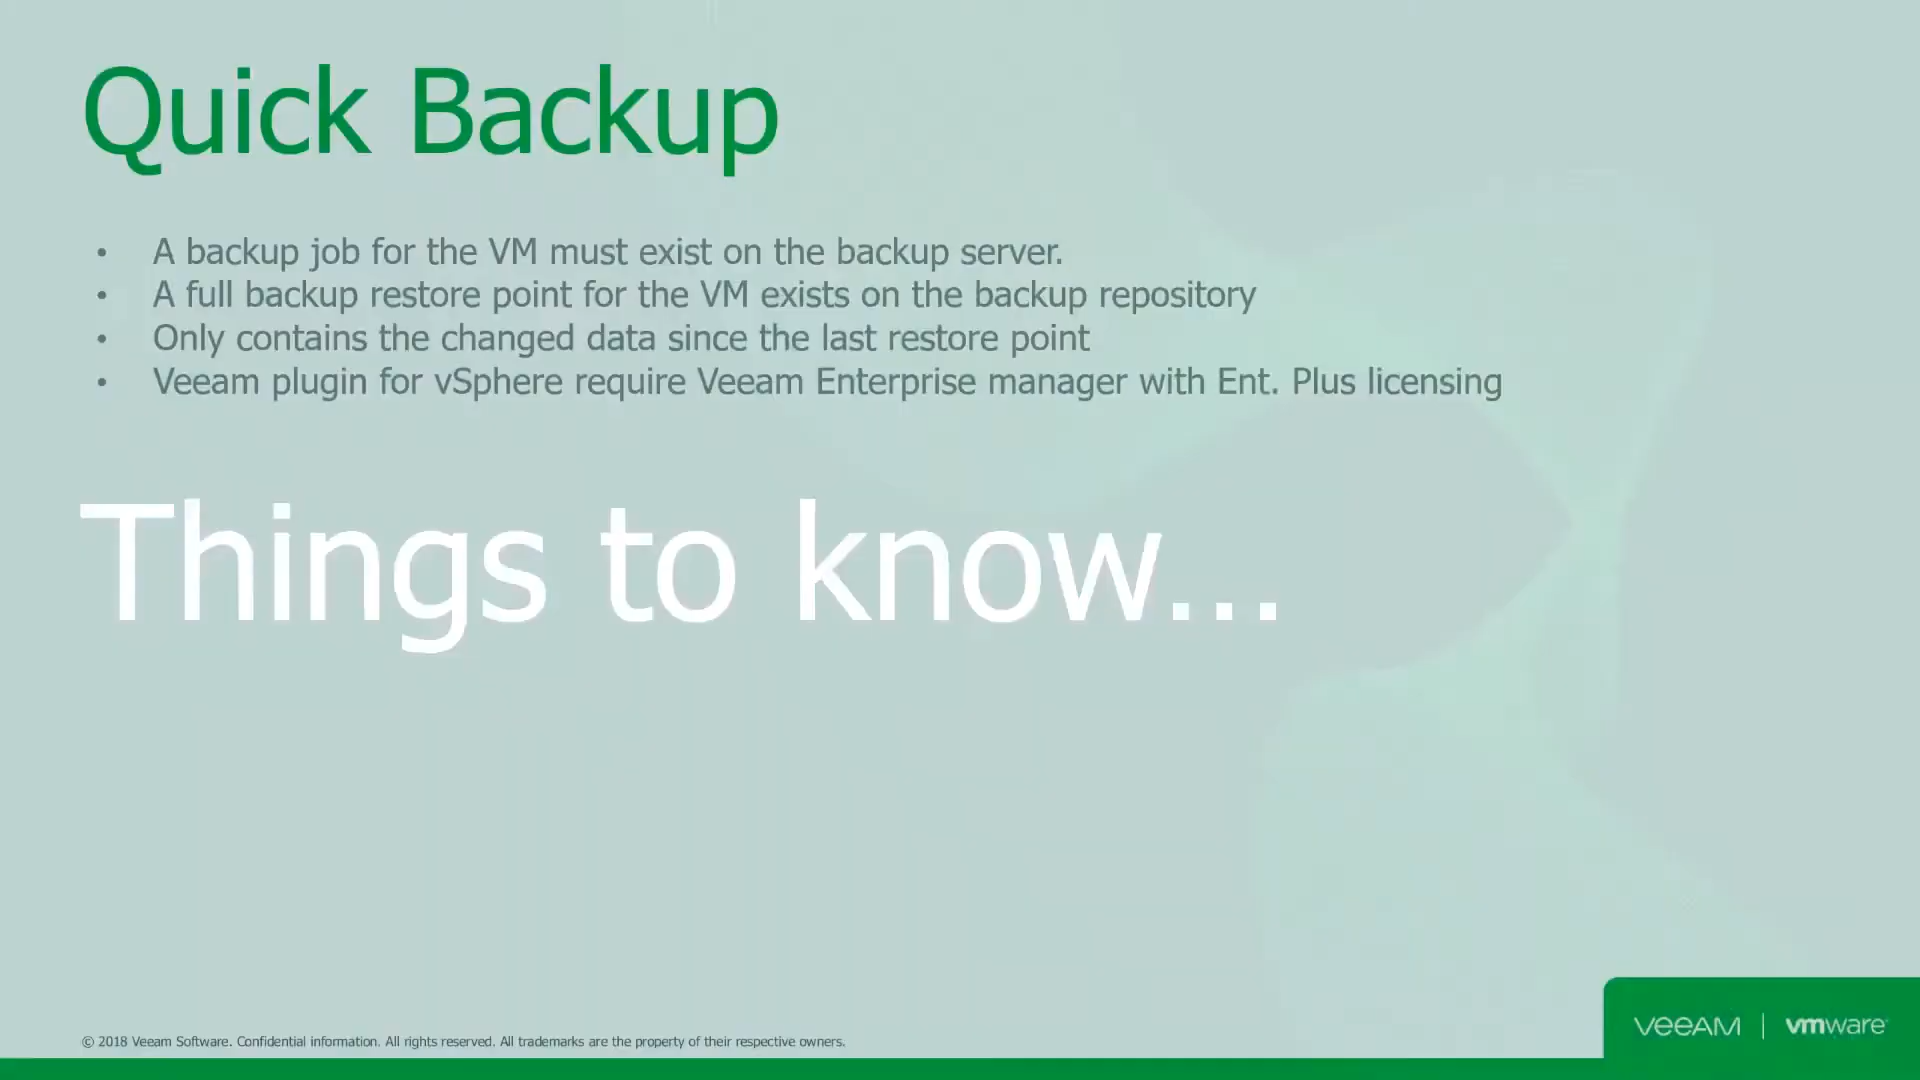 Quick Backup
• A backup job for the VM must exist on the backup server.
• A full backup restore point for the VM exists on the backup repository
• Only contains the changed data since the last restore point
• Veeam plugin for vSphere require Veeam Enterprise manager with Ent. Plus licensing
Things to know...
© 2018 Veeam Software. Confidential information. All rights reserved. All trademarks are the property of their respective owners.
veeAM | vmware